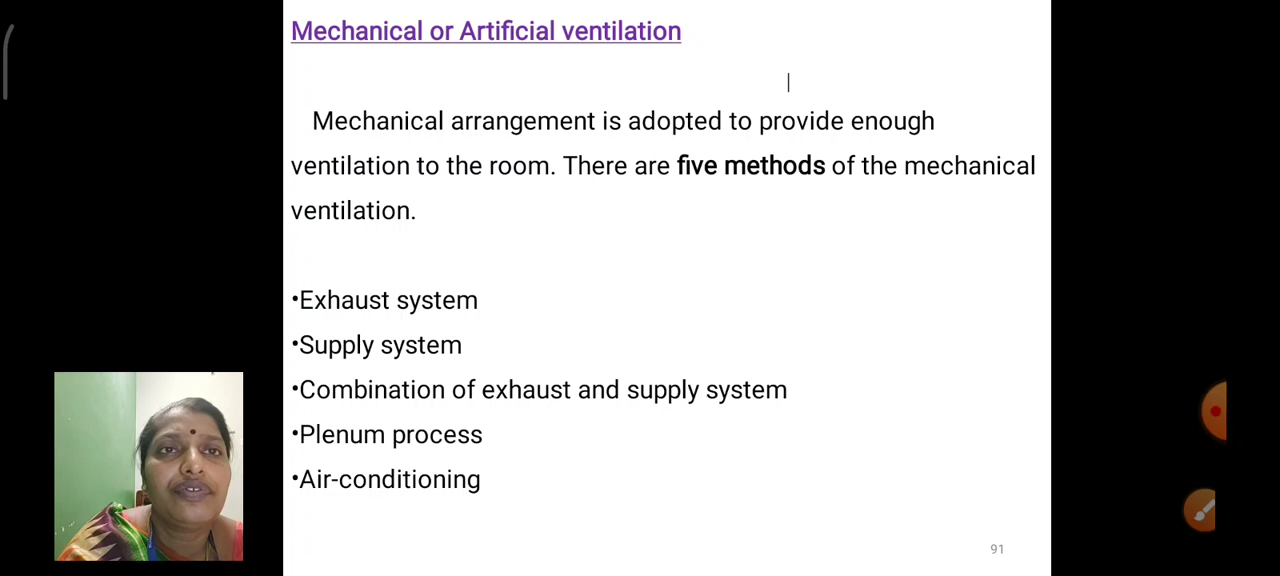 Mechanical or Artificial ventilation
Mechanical arrangement is adopted to provide enough
ventilation to the room. There are five methods of the mechanical
ventilation.
•Exhaust system
•Supply system
•Combination of exhaust and supply system
•Plenum process
•Air-conditioning
91